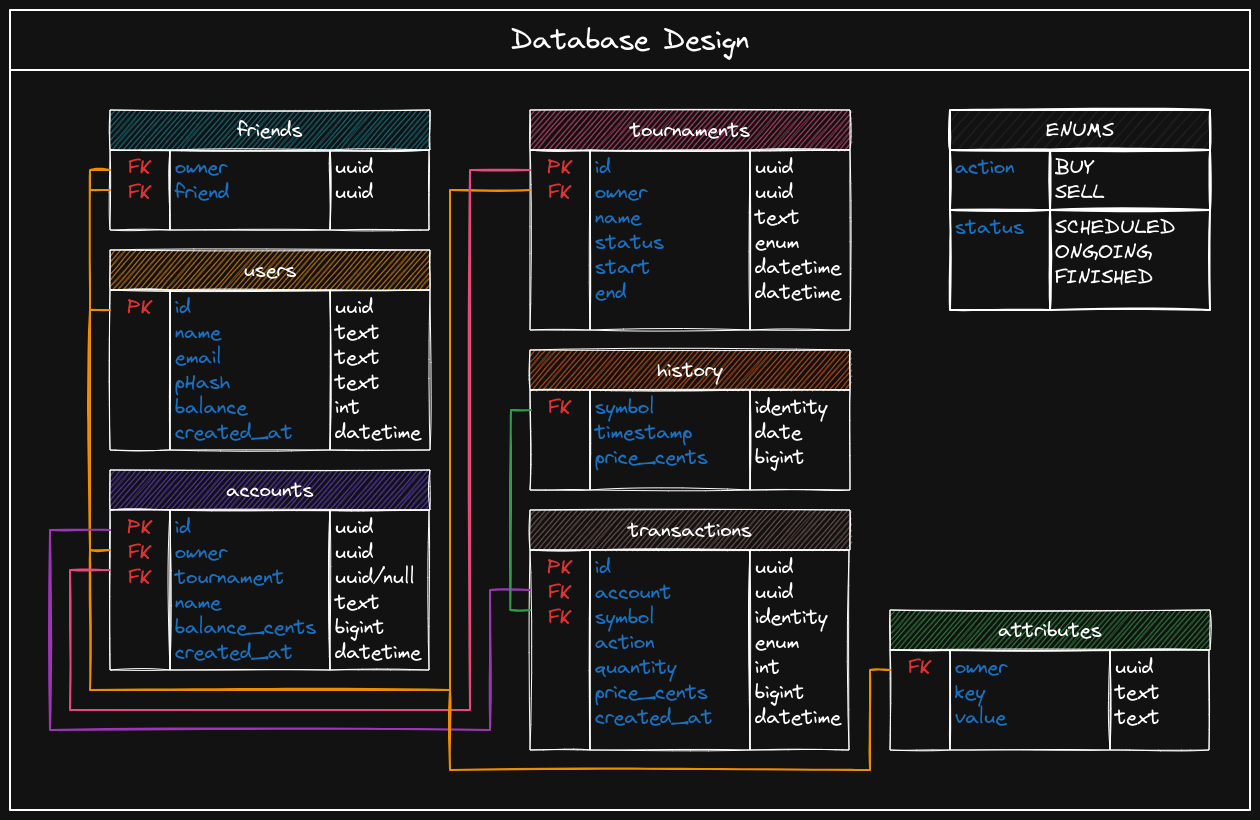 Database Design
friends
FK owner uuid
FK friend uuid
users
PK id uuid
name text
email text
pHash text
balance int
created_at datetime
accounts
PK id uuid
FK owner uuid
FK tournament uuid/null
name text
balance_cents bigint
created_at datetime
tournaments
PK id uuid
FK owner uuid
name text
status enum
start datetime
end datetime
history
FK symbol identity
timestamp date
price_cents bigint
transactions
PK id uuid
FK account uuid
FK symbol identity
action enum
quantity int
price_cents bigint
created_at datetime
ENUMS
action BUY
SELL
status SCHEDULED
ONGOING
FINISHED
attributes
FK owner uuid
key text
value text